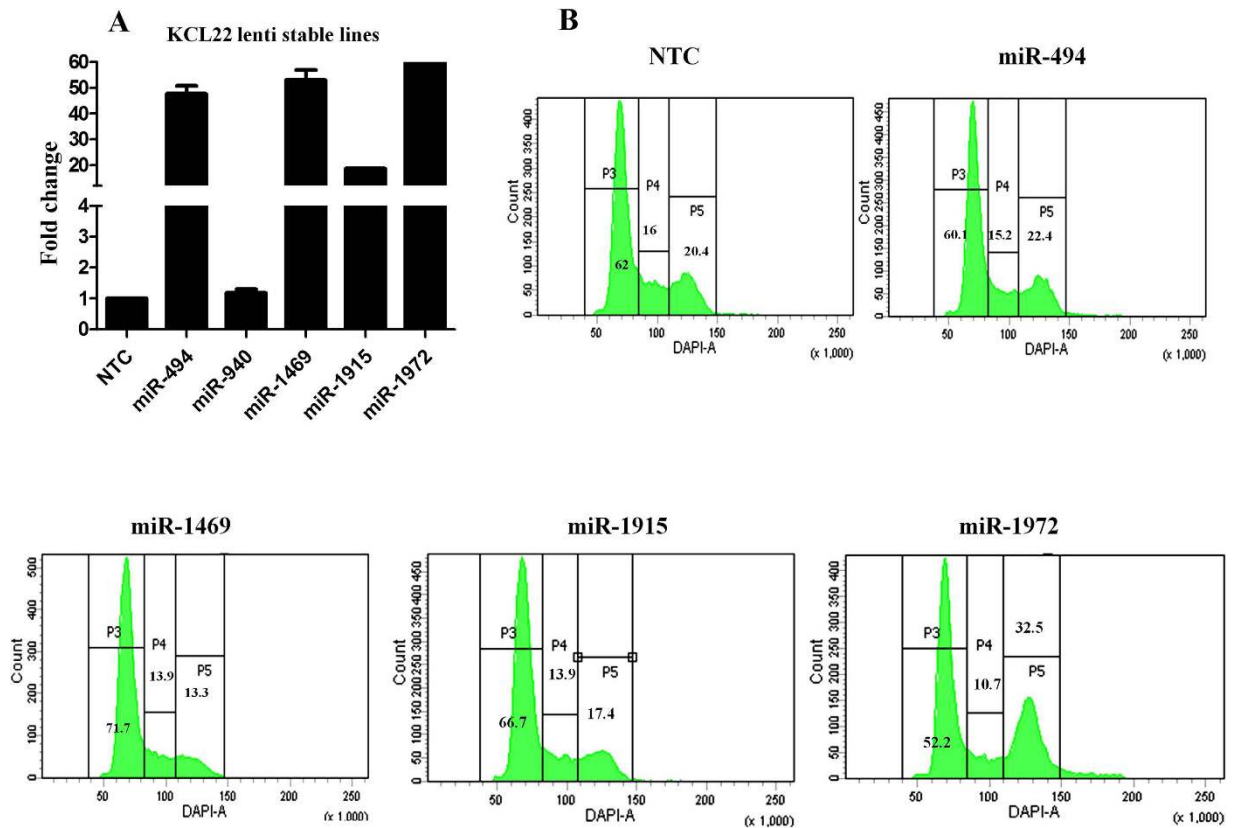 A
KCL22 lenti stable lines
Fold change
60
50
40
30
20
4
3
2
1
0
NTC
miR-494
miR-940
miR-1469
miR-1915
miR-1972
B
NTC
Count
0 50 100 150 200 250 300 350 400
P3
P4
P5
62
16
20.4
50 100 150 200 250
DAPI-A
(x 1,000)
miR-494
Count
0 50 100 150 200 250 300 350 400 450
P3
P4
P5
60.1
15.2
22.4
50 100 150 200 250
DAPI-A
(x 1,000)
miR-1469
Count
0 100 200 300 400 500
P3
P4
P5
71.7
13.9
13.3
50 100 150 200 250
DAPI-A
(x 1,000)
miR-1915
Count
0 50 100 150 200 250 300 350 400 450
P3
P4
P5
66.7
13.9
17.4
50 100 150 200 250
DAPI-A
(x 1,000)
miR-1972
Count
0 50 100 150 200 250 300 350 400
P3
P4
P5
52.2
10.7
32.5
50 100 150 200 250
DAPI-A
(x 1,000)